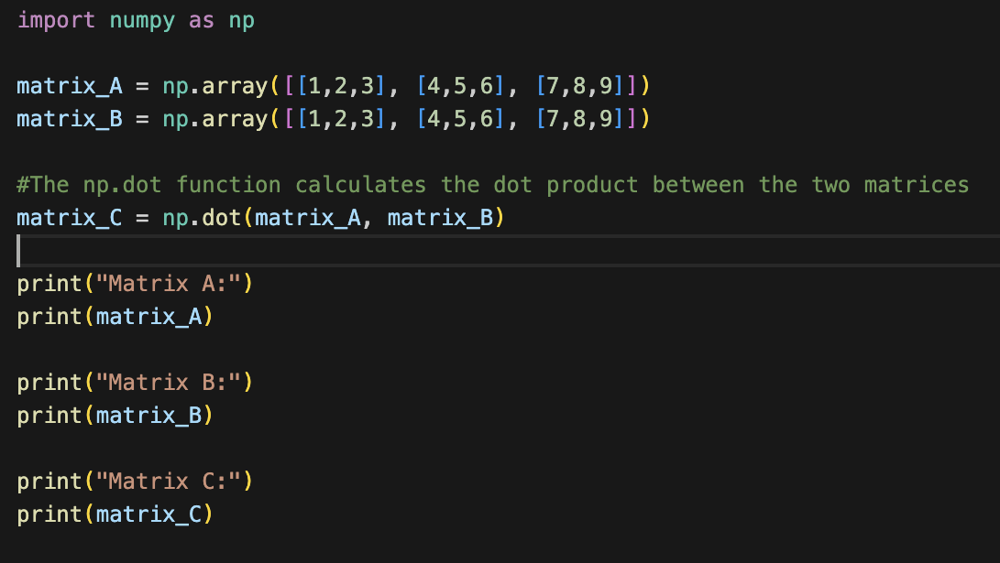 import numpy as np
matrix_A = np.array([[1,2,3], [4,5,6], [7,8,9]])
matrix_B = np.array([[1,2,3], [4,5,6], [7,8,9]])
#The np.dot function calculates the dot product between the two matrices
matrix_C = np.dot(matrix_A, matrix_B)
print("Matrix A:")
print(matrix_A)
print("Matrix B:")
print(matrix_B)
print("Matrix C:")
print(matrix_C)